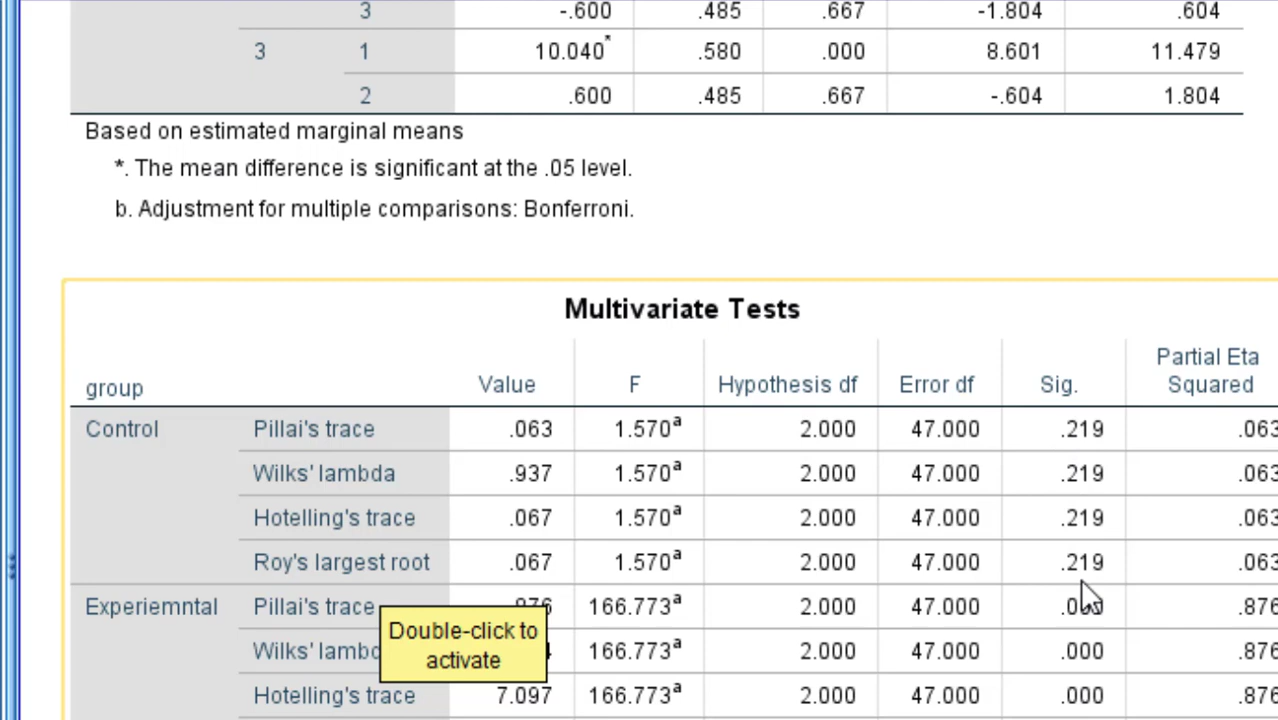 3 -.600 .485 .667 -1.804 .604
3 1 10.040* .580 .000 8.601 11.479
2 .600 .485 .667 -.604 1.804
Based on estimated marginal means
*. The mean difference is significant at the .05 level.
b. Adjustment for multiple comparisons: Bonferroni.
Multivariate Tests
group Value F Hypothesis df Error df Sig. Partial Eta Squared
Control Pillai's trace .063 1.570a 2.000 47.000 .219 .063
Wilks' lambda .937 1.570a 2.000 47.000 .219 .063
Hotelling's trace .067 1.570a 2.000 47.000 .219 .063
Roy's largest root .067 1.570a 2.000 47.000 .219 .063
Experiemntal Pillai's trace 166.773a 2.000 47.000 .876
Wilks' 166.773a 2.000 47.000 .000 .876
Hotelling's trace 7.097 166.773a 2.000 47.000 .000 .876
Double-click to
activate